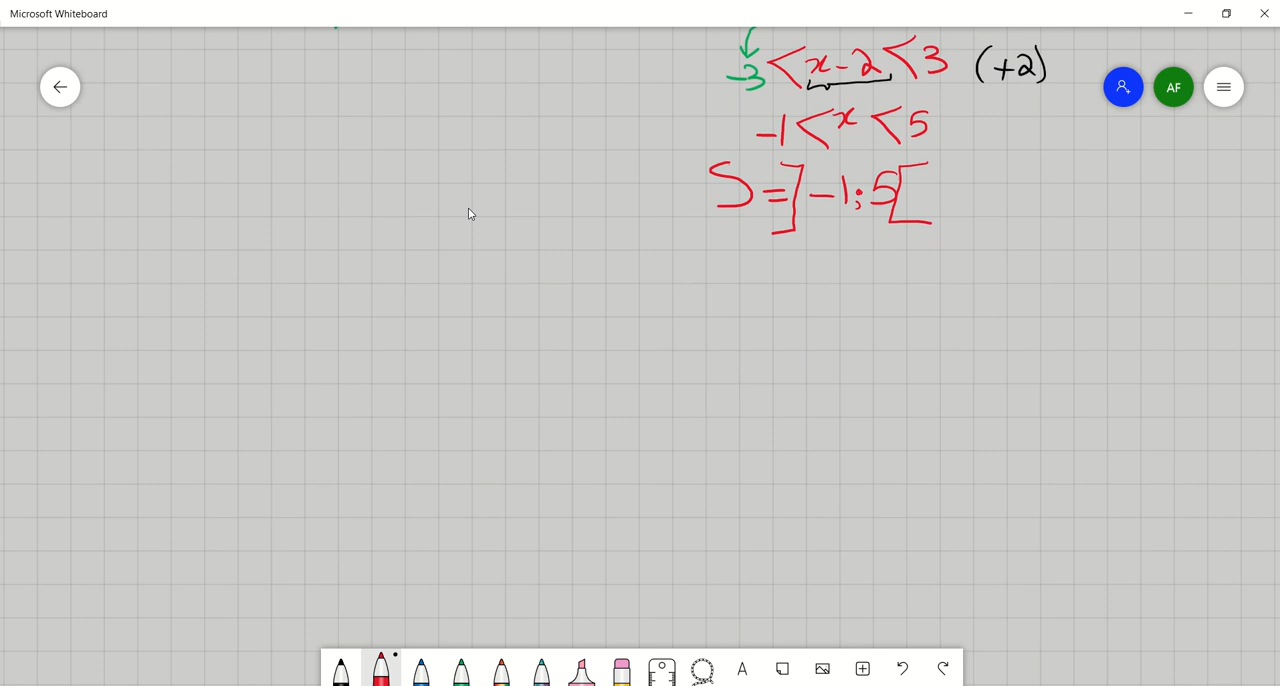 Microsoft Whiteboard
-3 < x - 2 < 3 (+2)
-1 < x < 5
S = ]-1 ; 5[
AF
A